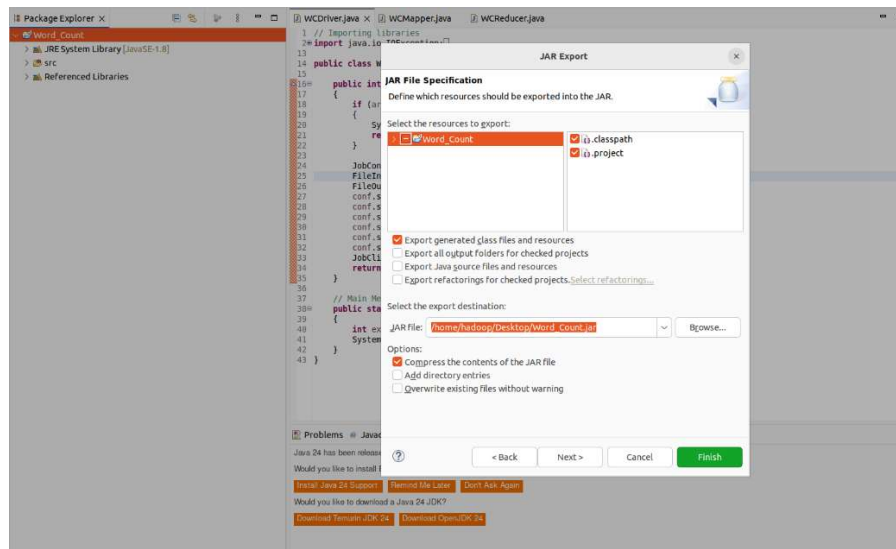 Package Explorer ×
WCDriver.java × WCMapper.java WCReducer.java
Word_Count
JRE System Library [JavaSE-1.8]
src
Referenced Libraries
1 // Importing libraries
2 import java.io.IOException;
13
14 public class W
15
16 public int
17 {
18 if (ar
19 {
20 Sy
21 re
22 }
23
24 JobCon
25 FileIn
26 FileOu
27 conf.s
28 conf.s
29 conf.s
30 conf.s
31 conf.s
32 conf.s
33 JobCli
34 return
35 }
36
37 // Main Me
38 public sta
39 {
40 int ex
41 System
42 }
43 }
JAR Export
JAR File Specification
Define which resources should be exported into the JAR.
Select the resources to export:
Word_Count
.classpath
.project
Export generated class files and resources
Export all output folders for checked projects
Export Java source files and resources
Export refactorings for checked projects. Select refactorings...
Select the export destination:
JAR file: /home/hadoop/Desktop/Word_Count.jar Browse...
Options:
Compress the contents of the JAR file
Add directory entries
Overwrite existing files without warning
? < Back Next > Cancel Finish
Problems Javad
Java 24 has been release
Would you like to install
Install Java 24 Support Remind Me Later Don't Ask Again
Would you like to download a Java 24 JDK?
Download Temurin JDK 24 Download OpenJDK 24